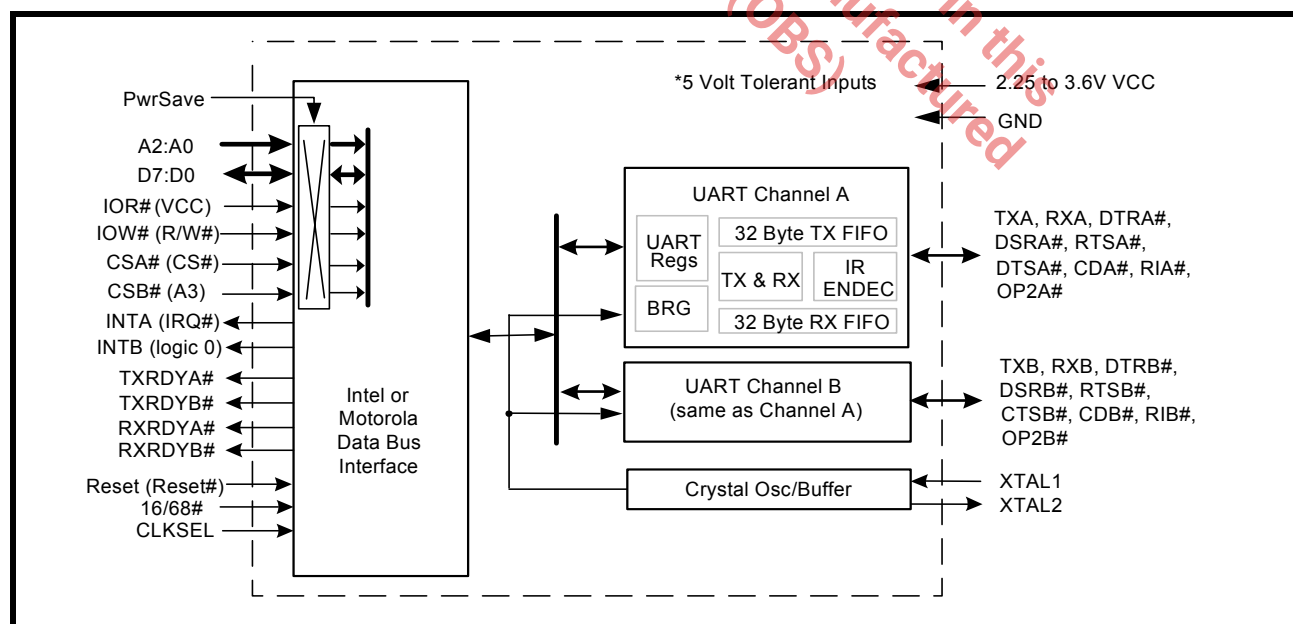 in this
nufactured
(OBS)
*5 Volt Tolerant Inputs
2.25 to 3.6V VCC
GND
PwrSave
A2:A0
D7:D0
IOR# (VCC)
IOW# (R/W#)
CSA# (CS#)
CSB# (A3)
INTA (IRQ#)
INTB (logic 0)
TXRDYA#
TXRDYB#
RXRDYA#
RXRDYB#
Reset (Reset#)
16/68#
CLKSEL
Intel or
Motorola
Data Bus
Interface
UART Channel A
UART
Regs
BRG
32 Byte TX FIFO
TX & RX
IR
ENDEC
32 Byte RX FIFO
UART Channel B
(same as Channel A)
Crystal Osc/Buffer
TXA, RXA, DTRA#,
DSRA#, RTSA#,
DTSA#, CDA#, RIA#,
OP2A#
TXB, RXB, DTRB#,
DSRB#, RTSB#,
CTSB#, CDB#, RIB#,
OP2B#
XTAL1
XTAL2